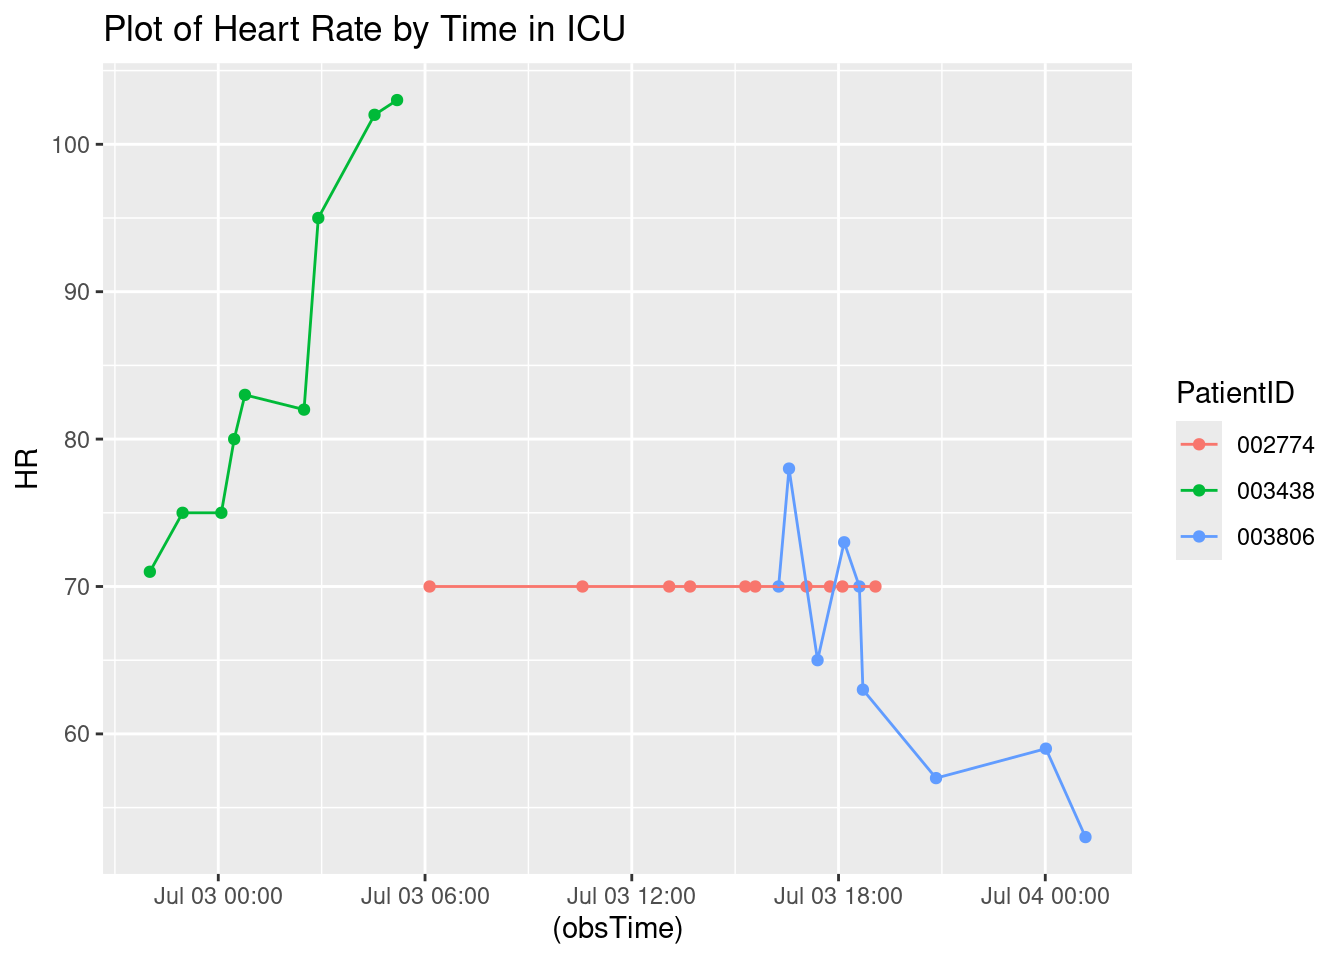 Plot of Heart Rate by Time in ICU
HR
100
90
80
70
60
Jul 03 00:00
Jul 03 06:00
Jul 03 12:00
Jul 03 18:00
Jul 04 00:00
(obsTime)
PatientID
002774
003438
003806